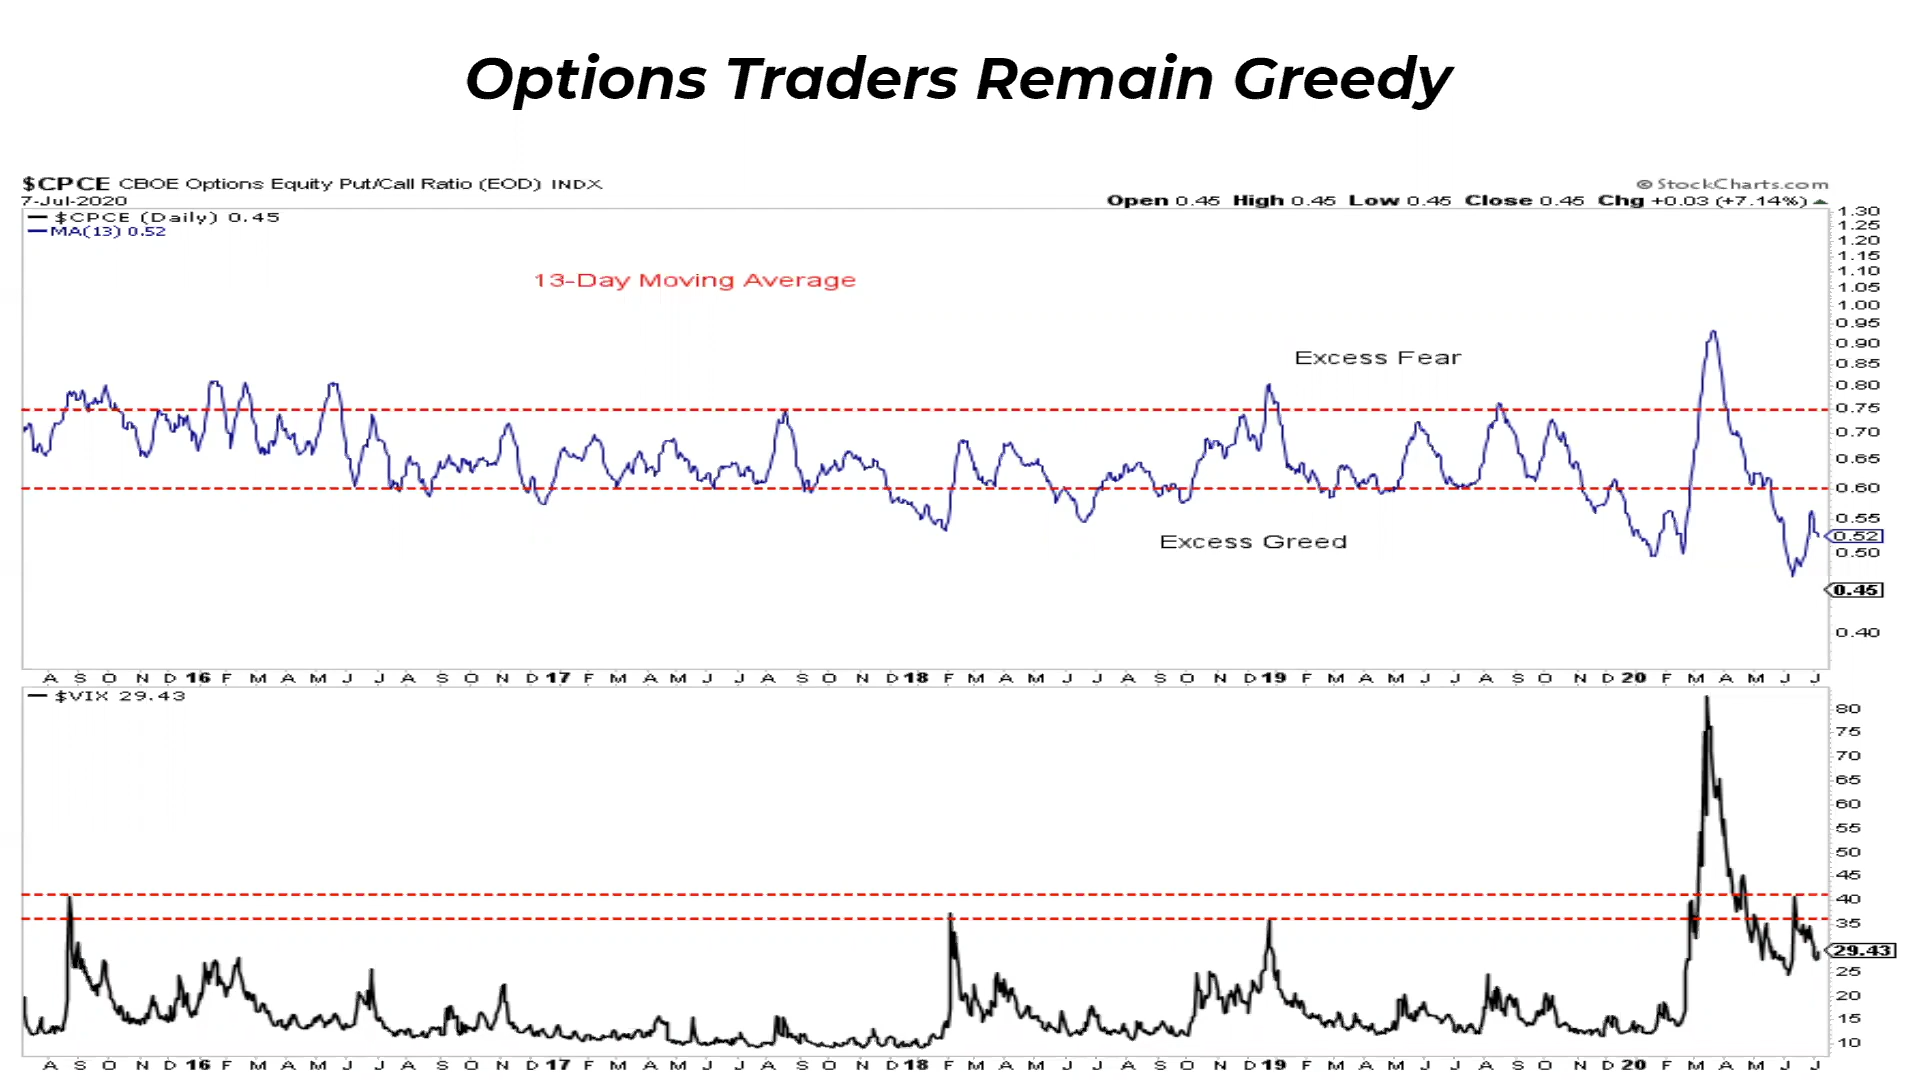 Options Traders Remain Greedy
$CPCE CBOE Options Equity Put/Call Ratio (EOD) INDX
© StockCharts.com
7-Jul-2020
Open 0.45 High 0.45 Low 0.45 Close 0.45 Chg +0.03 (+7.14%)
$CPCE (Daily) 0.45
MA(13) 0.52
13-Day Moving Average
Excess Fear
Excess Greed
1.30
1.25
1.20
1.15
1.10
1.05
1.00
0.95
0.90
0.85
0.80
0.75
0.70
0.65
0.60
0.55
0.52
0.50
0.45
0.40
A S O N D 16 F M A M J J A S O N D 17 F M A M J J A S O N D 18 F M A M J J A S O N D 19 F M A M J J A S O N D 20 F M A M J J
$VIX 29.43
80
75
70
65
60
55
50
45
40
35
29.43
25
20
15
10
A S O N D 16 F M A M J J A S O N D 17 F M A M J J A S O N D 18 F M A M J J A S O N D 19 F M A M J J A S O N D 20 F M A M J J